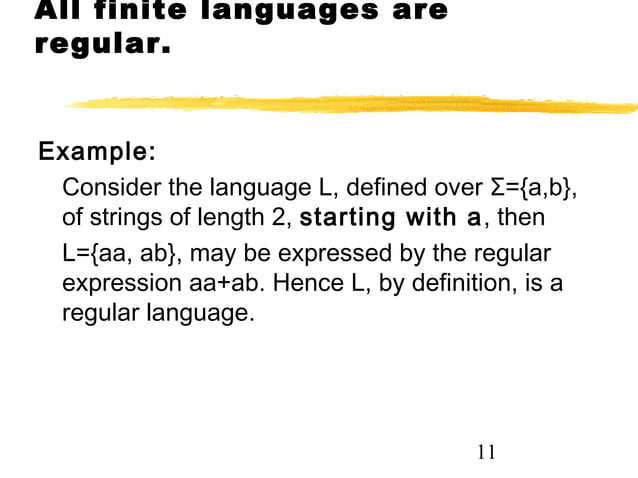 All finite languages are
regular.
Example:
Consider the language L, defined over Σ={a,b},
of strings of length 2, starting with a, then
L={aa, ab}, may be expressed by the regular
expression aa+ab. Hence L, by definition, is a
regular language.
11